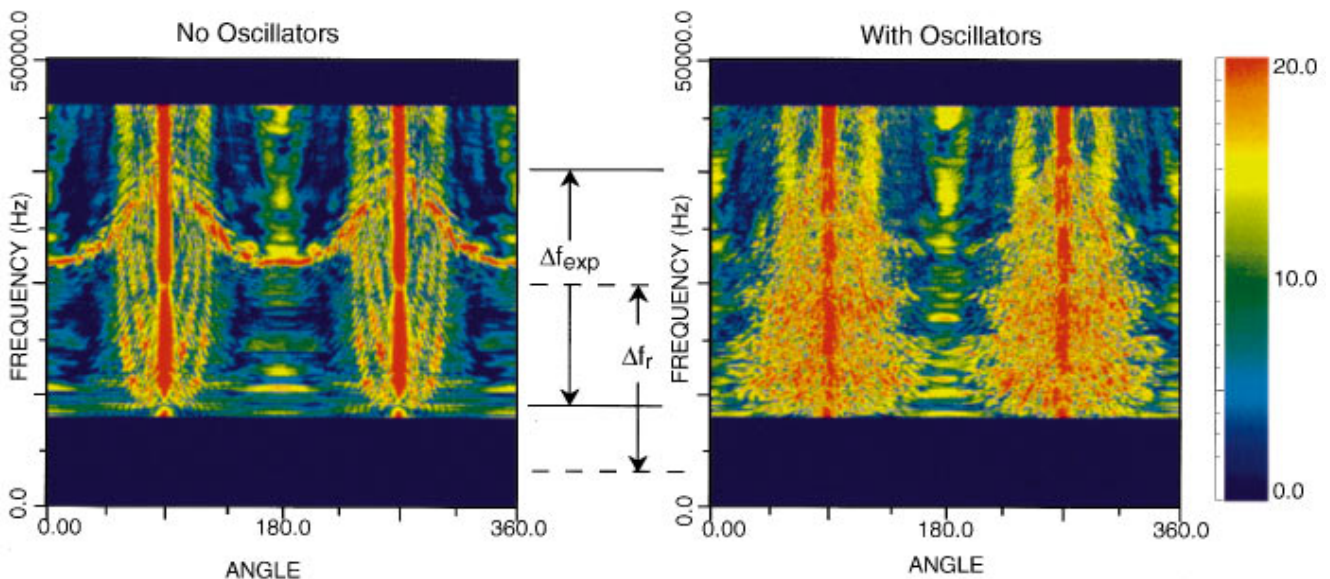 No Oscillators
With Oscillators
50000.0
FREQUENCY (Hz)
0.0
0.00
180.0
360.0
ANGLE
Δfexp
Δfr
50000.0
FREQUENCY (Hz)
0.0
0.00
180.0
360.0
ANGLE
20.0
10.0
0.0